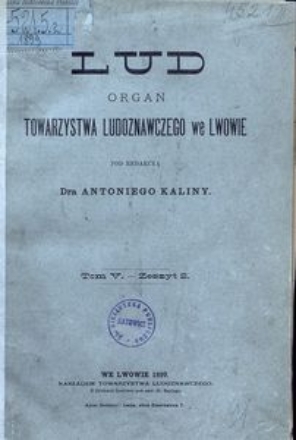 LUD
ORGAN
TOWARZYSTWA LUDOZNAWCZEGO we LWOWIE
POD REDAKCYĄ
Dra ANTONIEGO KALINY.
Tom V. — Zeszyt 2.
WE LWOWIE 1899.
NAKŁADEM TOWARZYSTWA LUDOZNAWCZEGO.